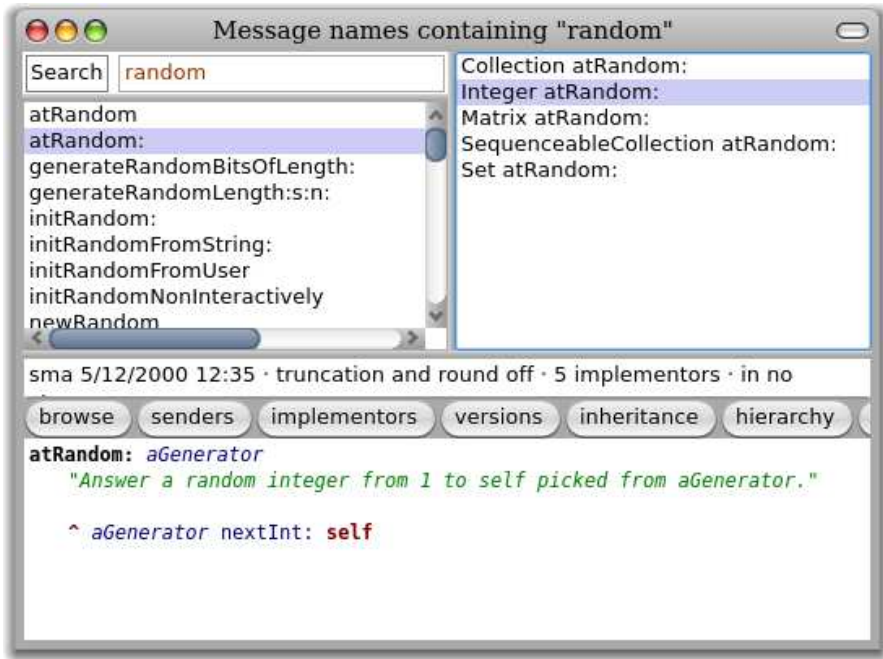 Message names containing "random"
Search
random
atRandom
atRandom:
generateRandomBitsOfLength:
generateRandomLength:s:n:
initRandom:
initRandomFromString:
initRandomFromUser
initRandomNonInteractively
newRandom
Collection atRandom:
Integer atRandom:
Matrix atRandom:
SequenceableCollection atRandom:
Set atRandom:
sma 5/12/2000 12:35 · truncation and round off · 5 implementors · in no
browse senders implementors versions inheritance hierarchy
atRandom: aGenerator
"Answer a random integer from 1 to self picked from aGenerator."
^ aGenerator nextInt: self